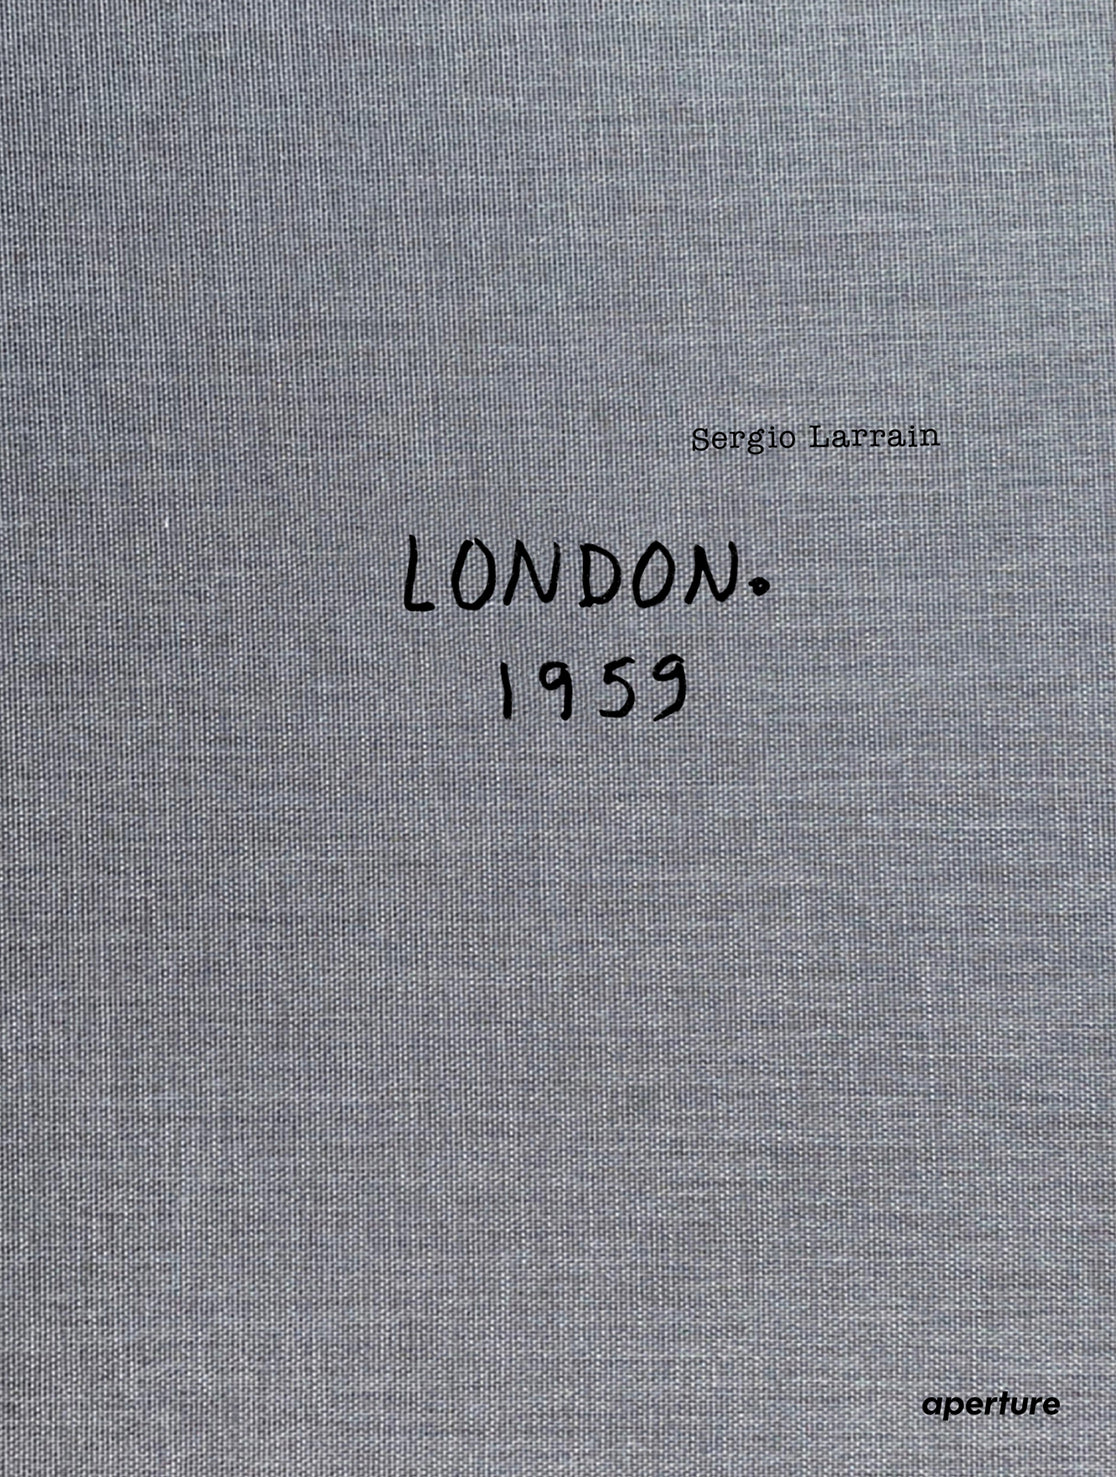 Sergio Larrain
LONDON.
1959
aperture